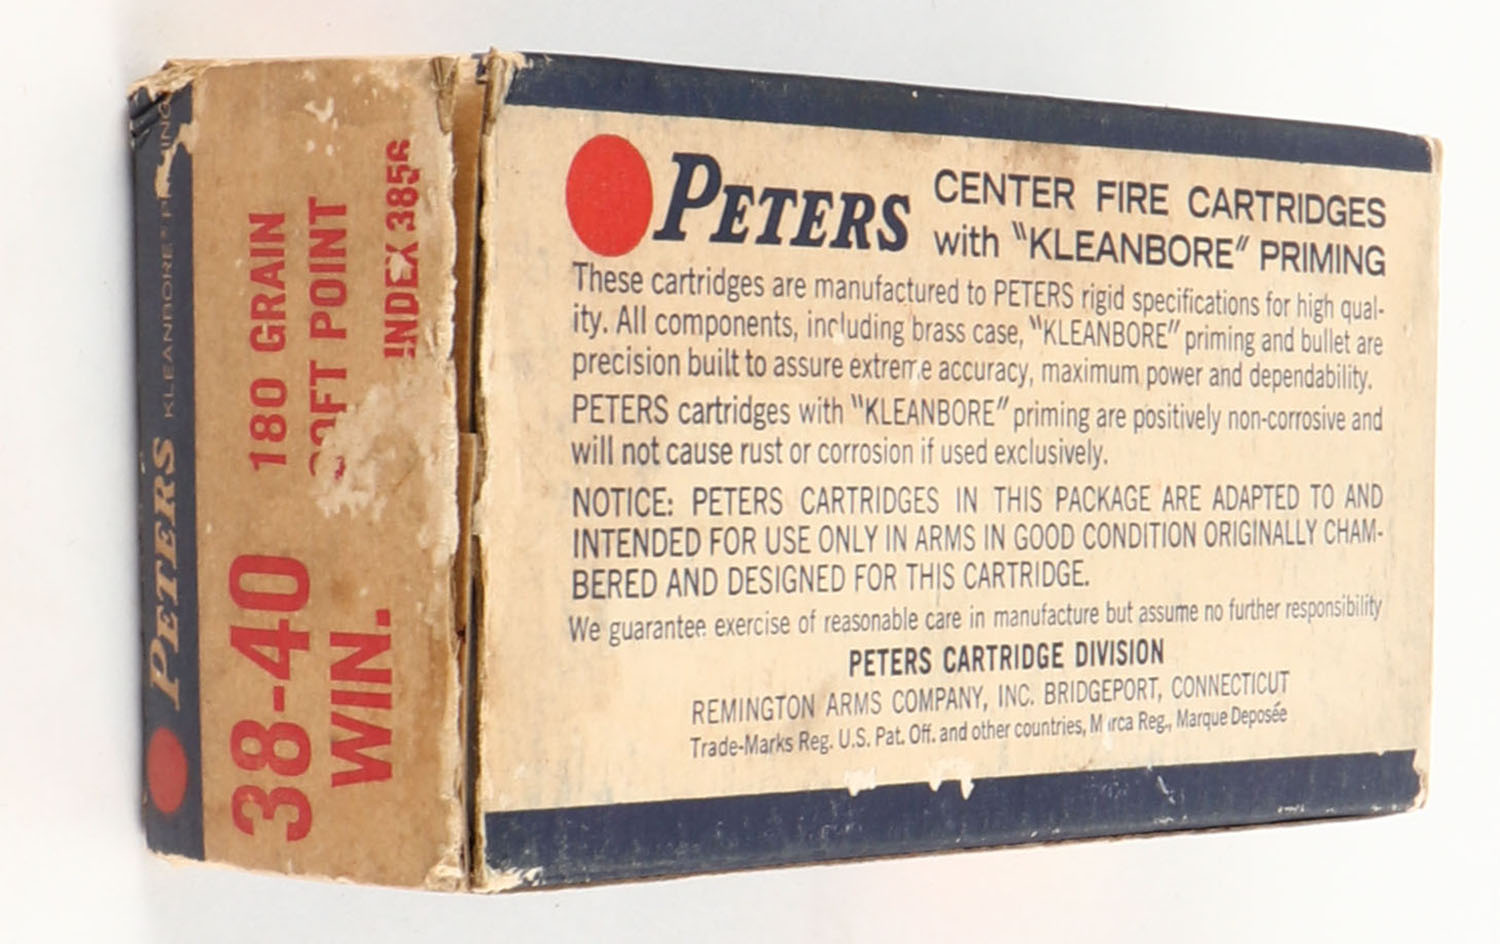 PETERS KLEANBORE
38-40 180 GRAIN
WIN. SOFT POINT
INDEX 3856
PETERS CENTER FIRE CARTRIDGES
with "KLEANBORE" PRIMING
These cartridges are manufactured to PETERS rigid specifications for high qual-
ity. All components, including brass case, "KLEANBORE" priming and bullet are
precision built to assure extreme accuracy, maximum power and dependability.
PETERS cartridges with "KLEANBORE" priming are positively non-corrosive and
will not cause rust or corrosion if used exclusively.
NOTICE: PETERS CARTRIDGES IN THIS PACKAGE ARE ADAPTED TO AND
INTENDED FOR USE ONLY IN ARMS IN GOOD CONDITION ORIGINALLY CHAM-
BERED AND DESIGNED FOR THIS CARTRIDGE.
We guarantee exercise of reasonable care in manufacture but assume no further responsibility
PETERS CARTRIDGE DIVISION
REMINGTON ARMS COMPANY, INC. BRIDGEPORT, CONNECTICUT
Trade-Marks Reg. U.S. Pat. Off. and other countries, Marca Reg., Marque Deposée